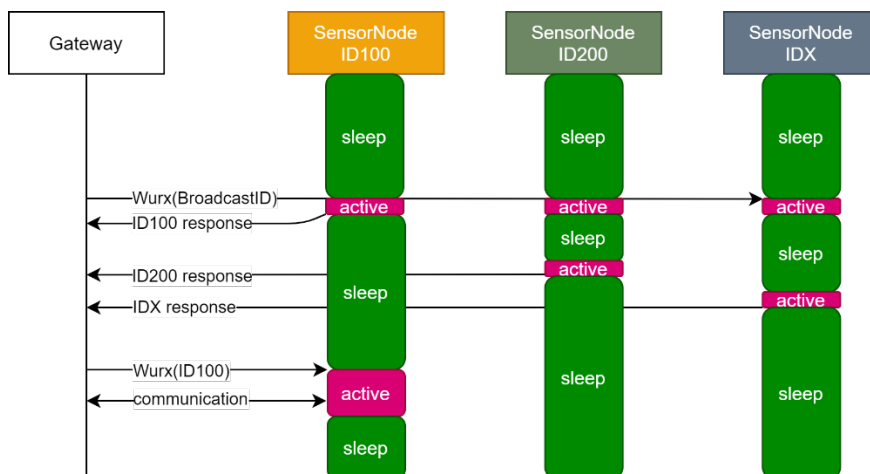 Gateway
SensorNode
ID100
SensorNode
ID200
SensorNode
IDX
sleep
sleep
sleep
Wurx(BroadcastID)
active
active
active
ID100 response
sleep
sleep
ID200 response
active
sleep
IDX response
active
Wurx(ID100)
sleep
sleep
communication
active
sleep